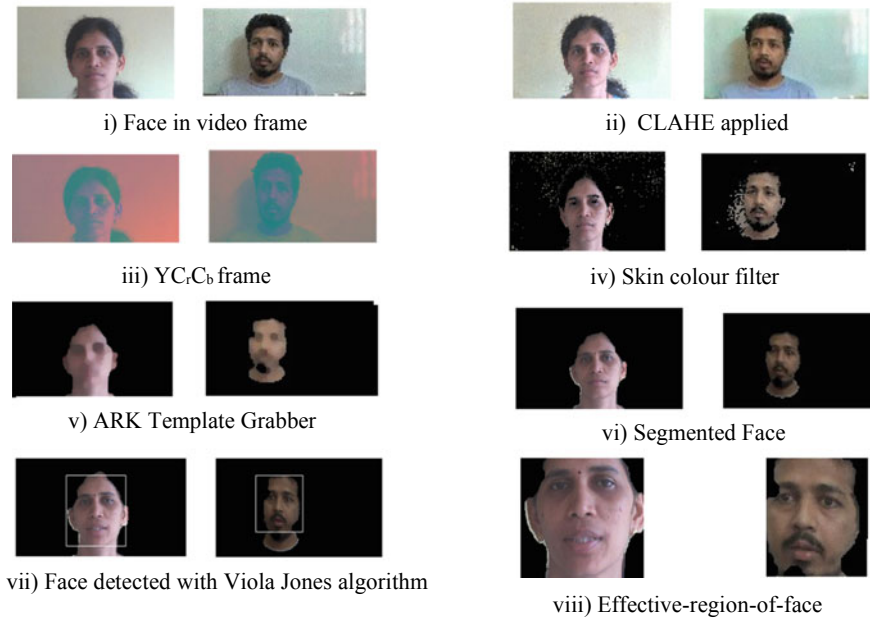 i) Face in video frame
ii) CLAHE applied
iii) YCᵣC_b frame
iv) Skin colour filter
v) ARK Template Grabber
vi) Segmented Face
vii) Face detected with Viola Jones algorithm
viii) Effective-region-of-face